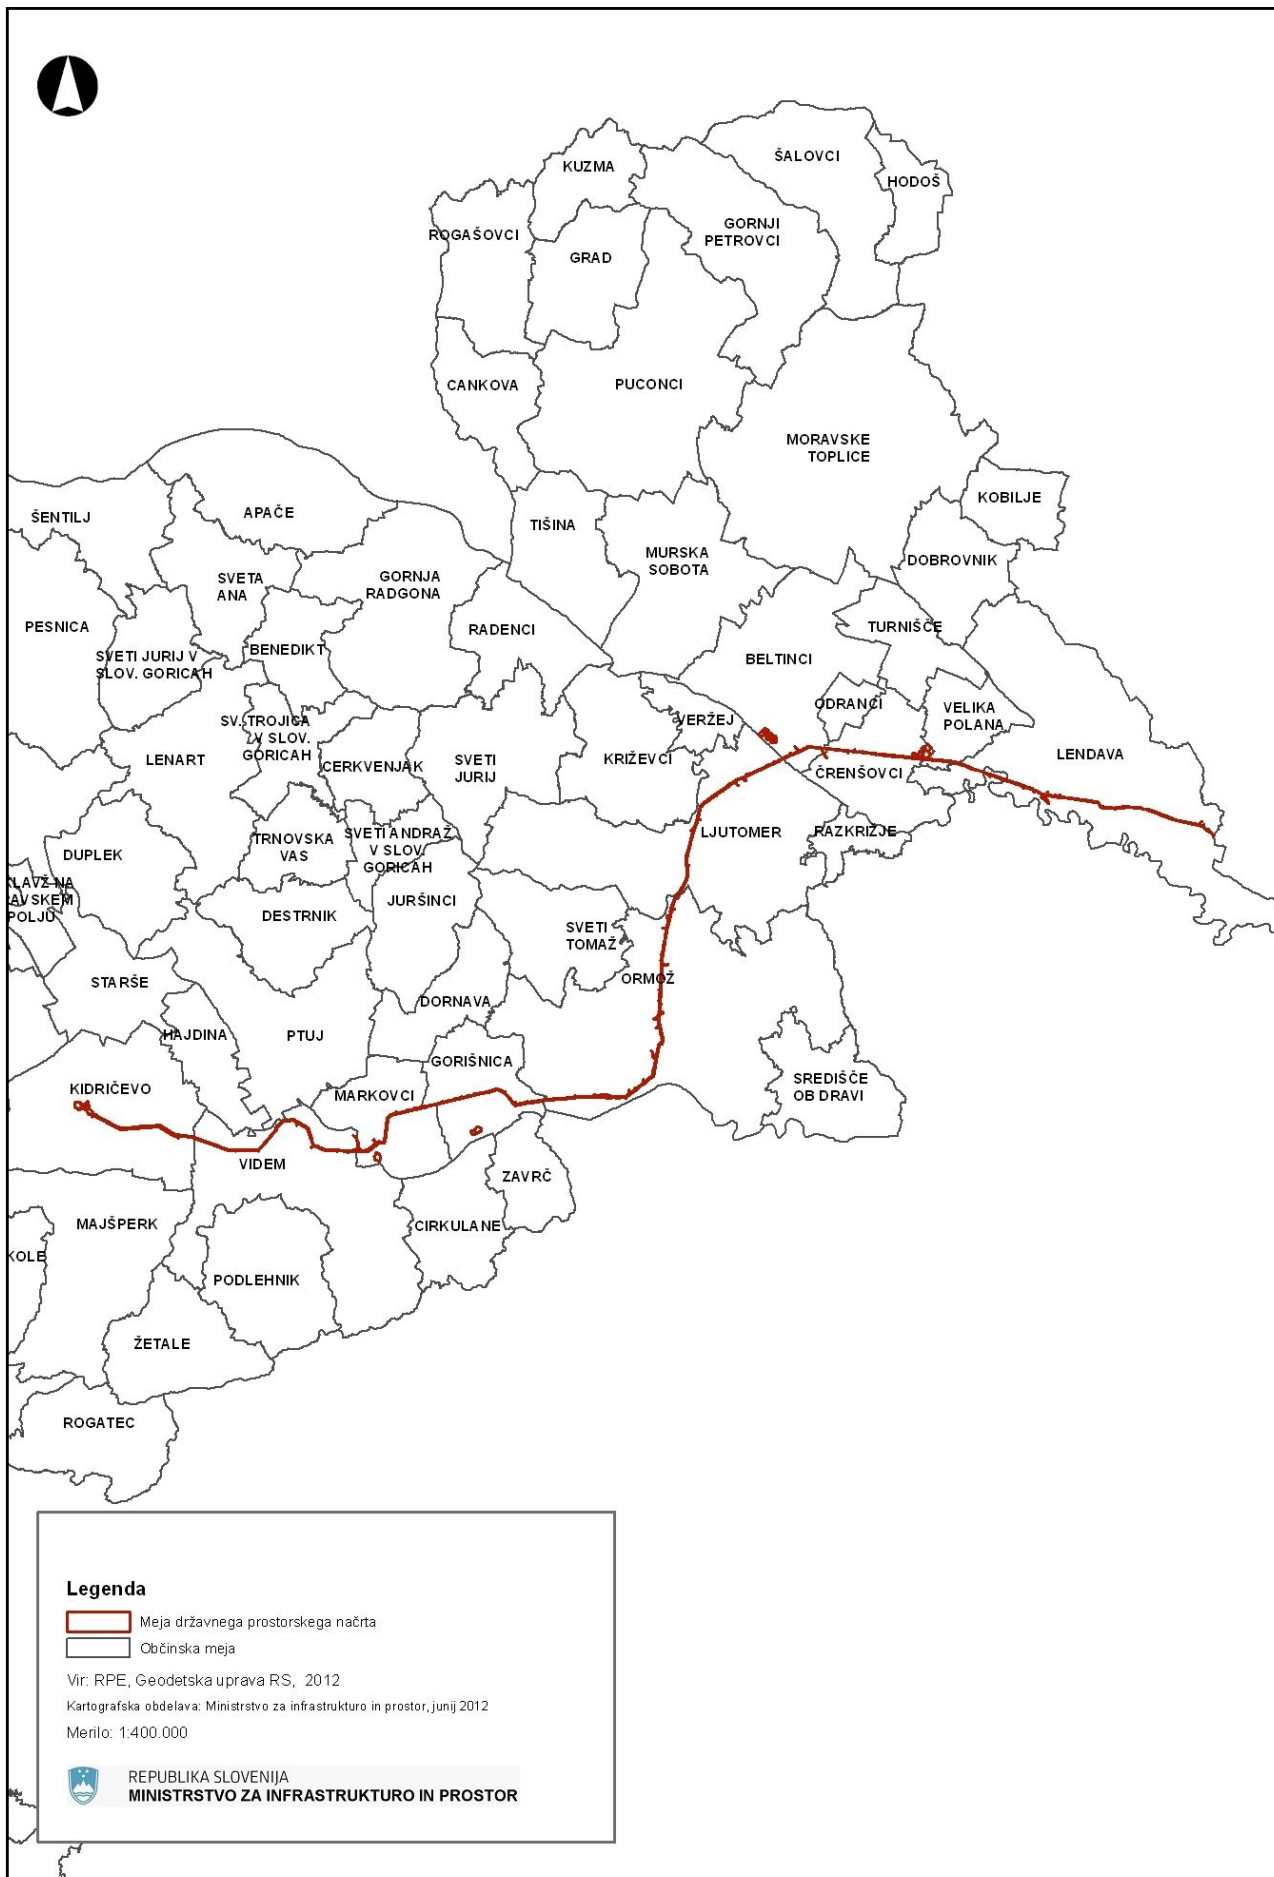 KUZMA
ŠALOVCI
HODOŠ
ROGAŠOVCI
GRAD
GORNJI
PETROVCI
CANKOVA
PUCONCI
MORAVSKE
TOPLICE
KOBILJE
ŠENTILJ
APAČE
TIŠINA
MURSKA
SOBOTA
DOBROVNIK
SVETA
ANA
GORNJA
RADGONA
PESNICA
SVETI JURIJ V
SLOV. GORICAH
BENEDIKT
RADENCI
BELTINCI
TURNIŠČE
ODRANCI
VELIKA
POLANA
VERŽEJ
LENART
SV. TROJICA
V SLOV.
GORICAH
CERKVENJAK
SVETI
JURIJ
KRIŽEVCI
ČRENŠOVCI
LENDAVA
DUPLEK
TRNOVSKA
VAS
SVETI ANDRAŽ
V SLOV.
GORICAH
LJUTOMER
RAZKRIŽJE
KLAVŽ NA
RAVSKEM
POLJU
DESTRNIK
JURŠINCI
SVETI
TOMAŽ
STARŠE
HAJDINA
PTUJ
DORNAVA
ORMOŽ
GORIŠNICA
KIDRIČEVO
MARKOVCI
SREDIŠČE
OB DRAVI
VIDEM
ZAVRČ
MAJŠPERK
CIRKULANE
KOLE
PODLEHNIK
ŽETALE
ROGATEC
Legenda
Meja državnega prostorskega načrta
Občinska meja
Vir: RPE, Geodetska uprava RS, 2012
Kartografska obdelava: Ministrstvo za infrastrukturo in prostor, junij 2012
Merilo: 1:400.000
REPUBLIKA SLOVENIJA
MINISTRSTVO ZA INFRASTRUKTURO IN PROSTOR